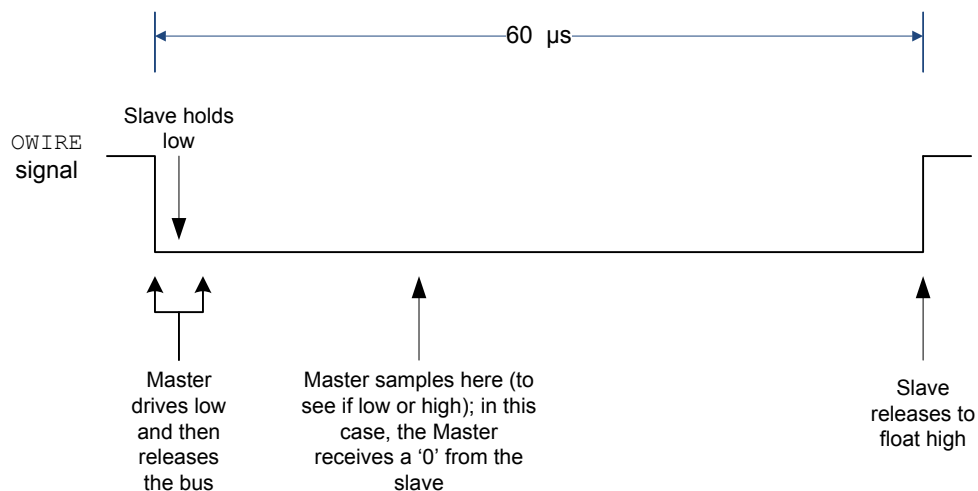 60 µs
Slave holds
low
OWIRE
signal
Master
drives low
and then
releases
the bus
Master samples here (to
see if low or high); in this
case, the Master
receives a ‘0’ from the
slave
Slave
releases to
float high